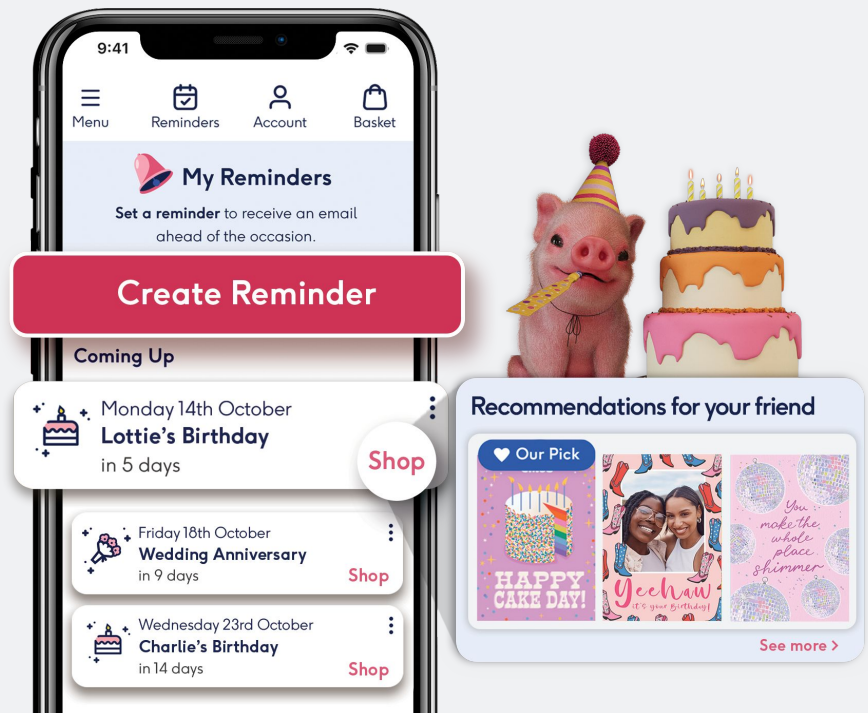 9:41
Menu
Reminders
Account
Basket
My Reminders
Set a reminder to receive an email
ahead of the occasion.
Create Reminder
Coming Up
Monday 14th October
Lottie's Birthday
in 5 days
Shop
Friday 18th October
Wedding Anniversary
in 9 days
Shop
Wednesday 23rd October
Charlie's Birthday
in 14 days
Shop
Recommendations for your friend
Our Pick
HAPPY
CAKE DAY!
Yeehaw
it's your Birthday!
You
make the
whole
place
shimmer
See more >